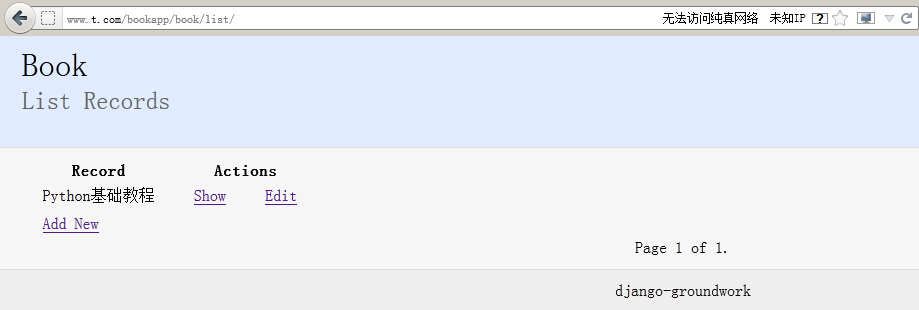 www.t.com/bookapp/book/list/ 无法访问纯真网络 未知IP
Book
List Records
Record Actions
Python基础教程 Show Edit
Add New
Page 1 of 1.
django-groundwork